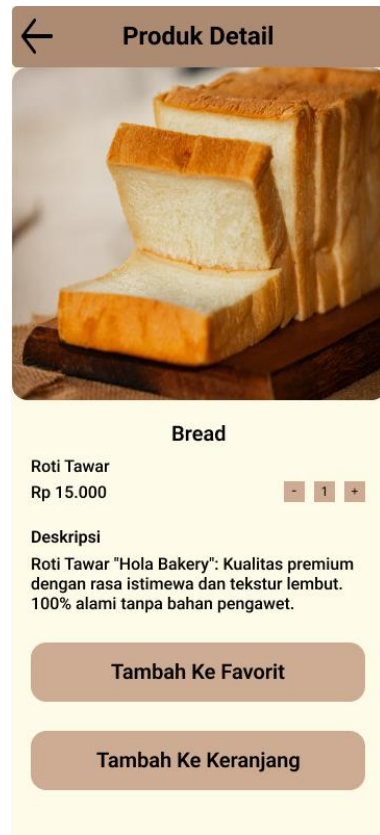 Produk Detail
Bread
Roti Tawar
Rp 15.000
- 1 +
Deskripsi
Roti Tawar "Hola Bakery": Kualitas premium
dengan rasa istimewa dan tekstur lembut.
100% alami tanpa bahan pengawet.
Tambah Ke Favorit
Tambah Ke Keranjang